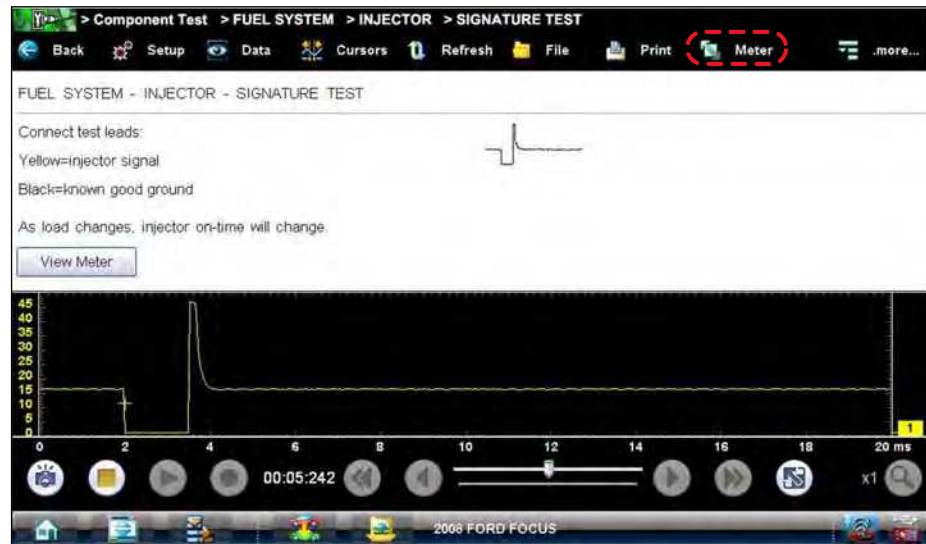 > Component Test > FUEL SYSTEM > INJECTOR > SIGNATURE TEST
Back Setup Data Cursors Refresh File Print Meter .more...
FUEL SYSTEM - INJECTOR - SIGNATURE TEST
Connect test leads:
Yellow=injector signal
Black=known good ground
As load changes, injector on-time will change.
View Meter
45
40
35
30
25
20
15
10
5
0
1
0 2 4 6 8 10 12 14 16 18 20 ms
00:05:242 x1
2008 FORD FOCUS